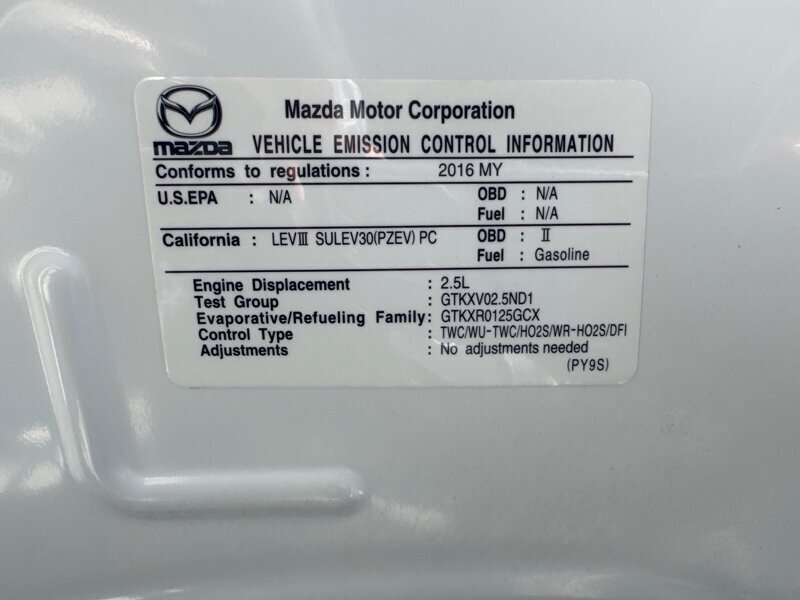 Mazda Motor Corporation
mazda VEHICLE EMISSION CONTROL INFORMATION
Conforms to regulations : 2016 MY
U.S.EPA : N/A OBD : N/A
Fuel : N/A
California : LEVⅢ SULEV30(PZEV) PC OBD : Ⅱ
Fuel : Gasoline
Engine Displacement : 2.5L
Test Group : GTKXV02.5ND1
Evaporative/Refueling Family: GTKXR0125GCX
Control Type : TWC/WU-TWC/HO2S/WR-HO2S/DFI
Adjustments : No adjustments needed
(PY9S)